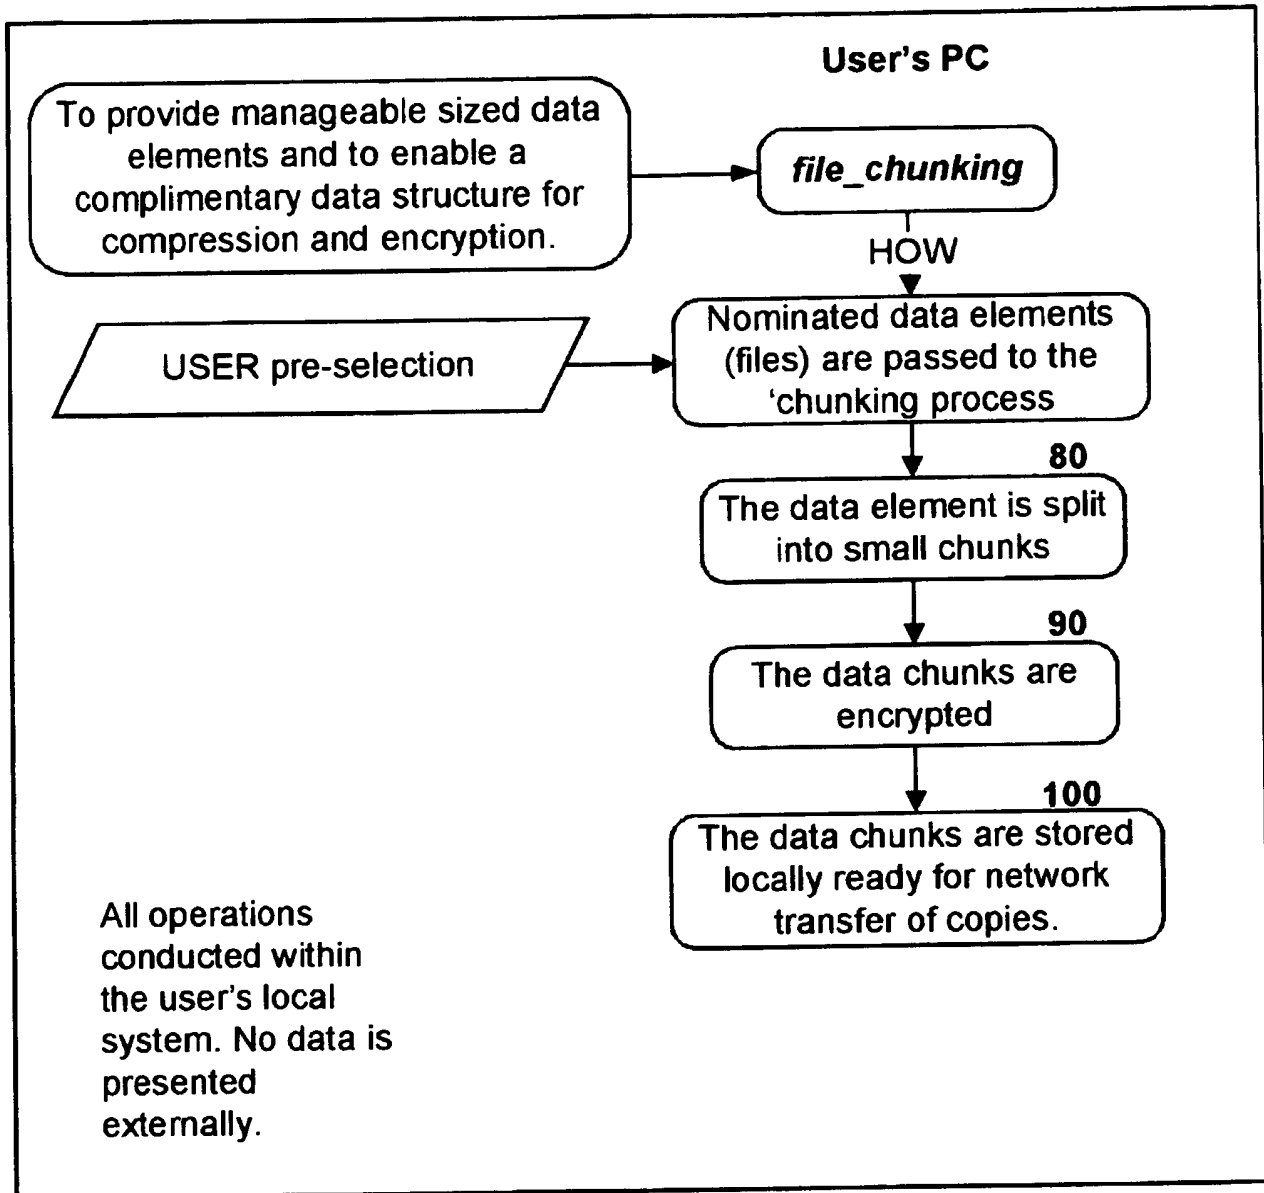 User's PC
To provide manageable sized data
elements and to enable a
complimentary data structure for
compression and encryption.
file_chunking
HOW
USER pre-selection
Nominated data elements
(files) are passed to the
'chunking process
80
The data element is split
into small chunks
90
The data chunks are
encrypted
100
The data chunks are stored
locally ready for network
transfer of copies.
All operations
conducted within
the user's local
system. No data is
presented
externally.